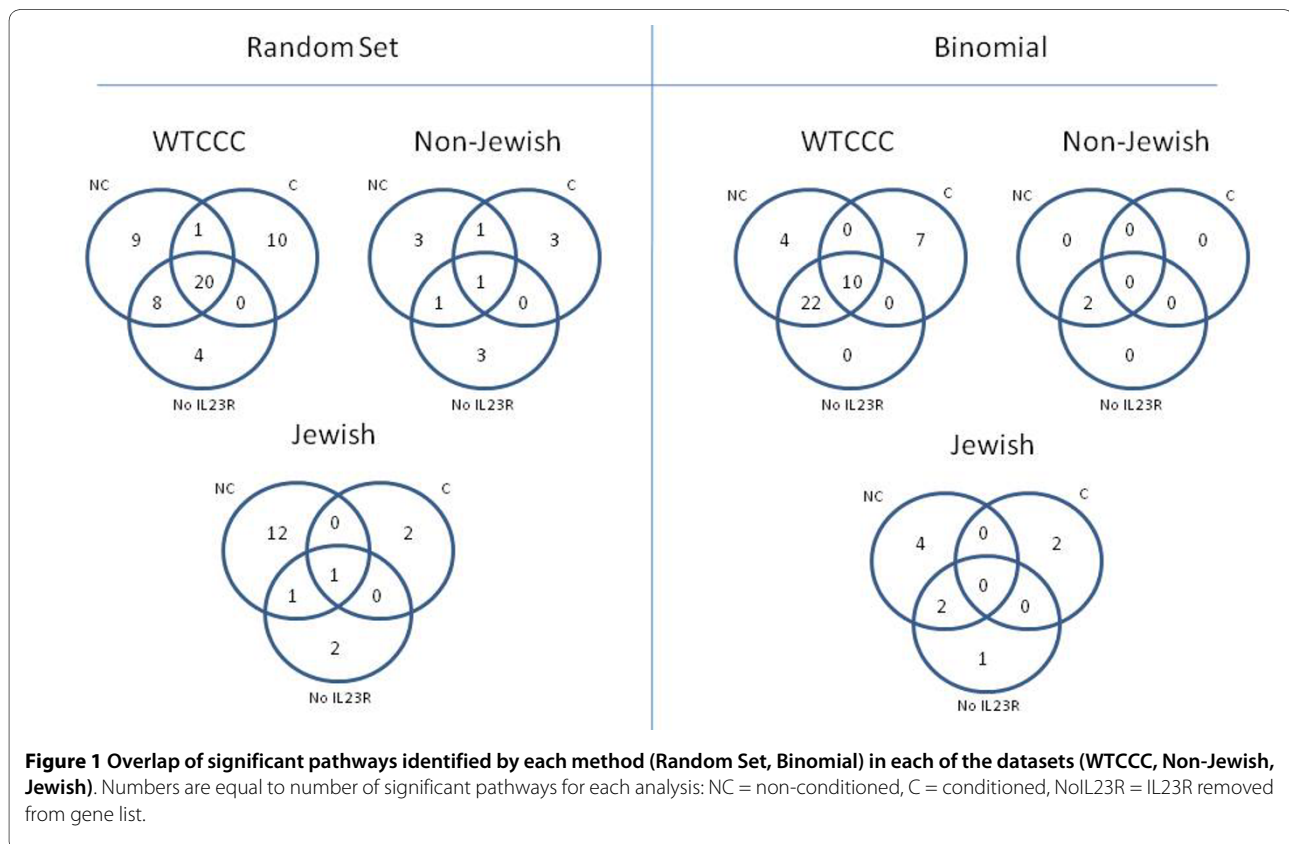 Random Set
Binomial
WTCCC
Non-Jewish
NC
C
9
1
10
20
8
0
4
No IL23R
NC
C
3
1
3
1
1
0
3
No IL23R
Jewish
NC
C
12
0
2
1
1
0
2
No IL23R
WTCCC
Non-Jewish
NC
C
4
0
7
10
22
0
0
No IL23R
NC
C
0
0
0
0
2
0
0
No IL23R
Jewish
NC
C
4
0
2
0
2
0
1
No IL23R
Figure 1 Overlap of significant pathways identified by each method (Random Set, Binomial) in each of the datasets (WTCCC, Non-Jewish,
Jewish). Numbers are equal to number of significant pathways for each analysis: NC = non-conditioned, C = conditioned, NoIL23R = IL23R removed
from gene list.